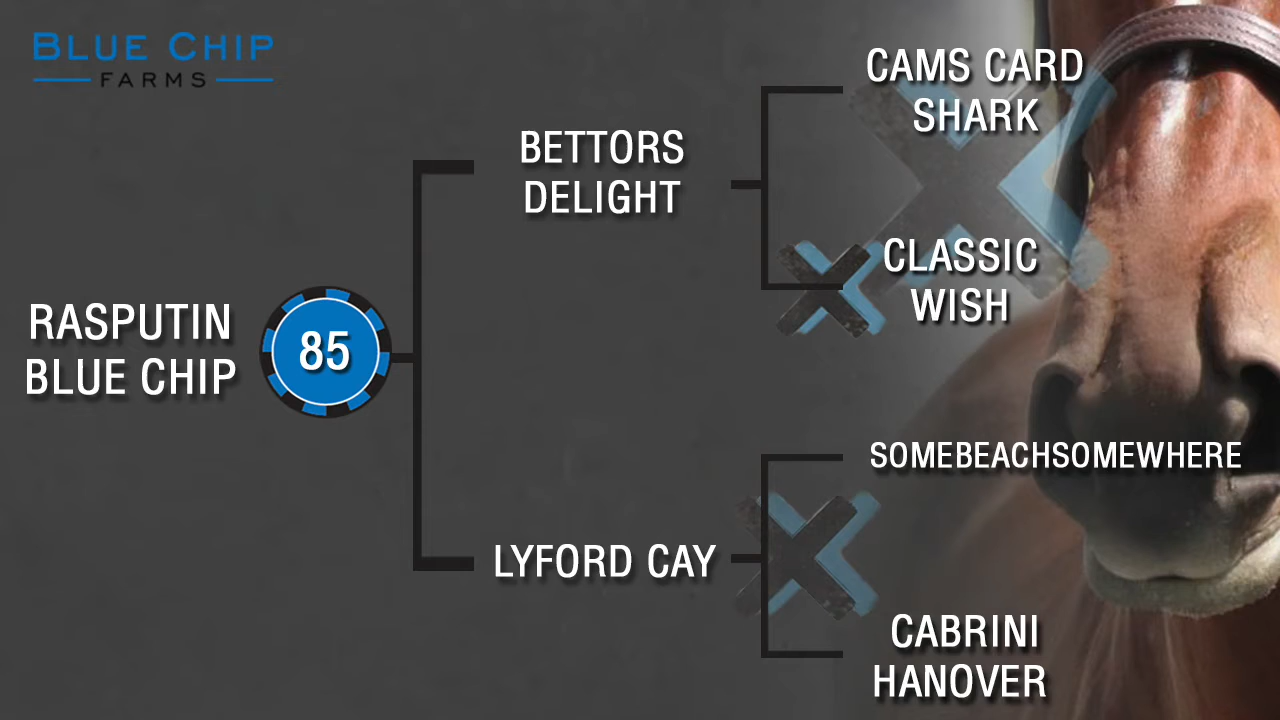 BLUE CHIP
FARMS
RASPUTIN
BLUE CHIP
85
BETTORS
DELIGHT
LYFORD CAY
CAMS CARD
SHARK
CLASSIC
WISH
SOMEBEACHSOMEWHERE
CABRINI
HANOVER